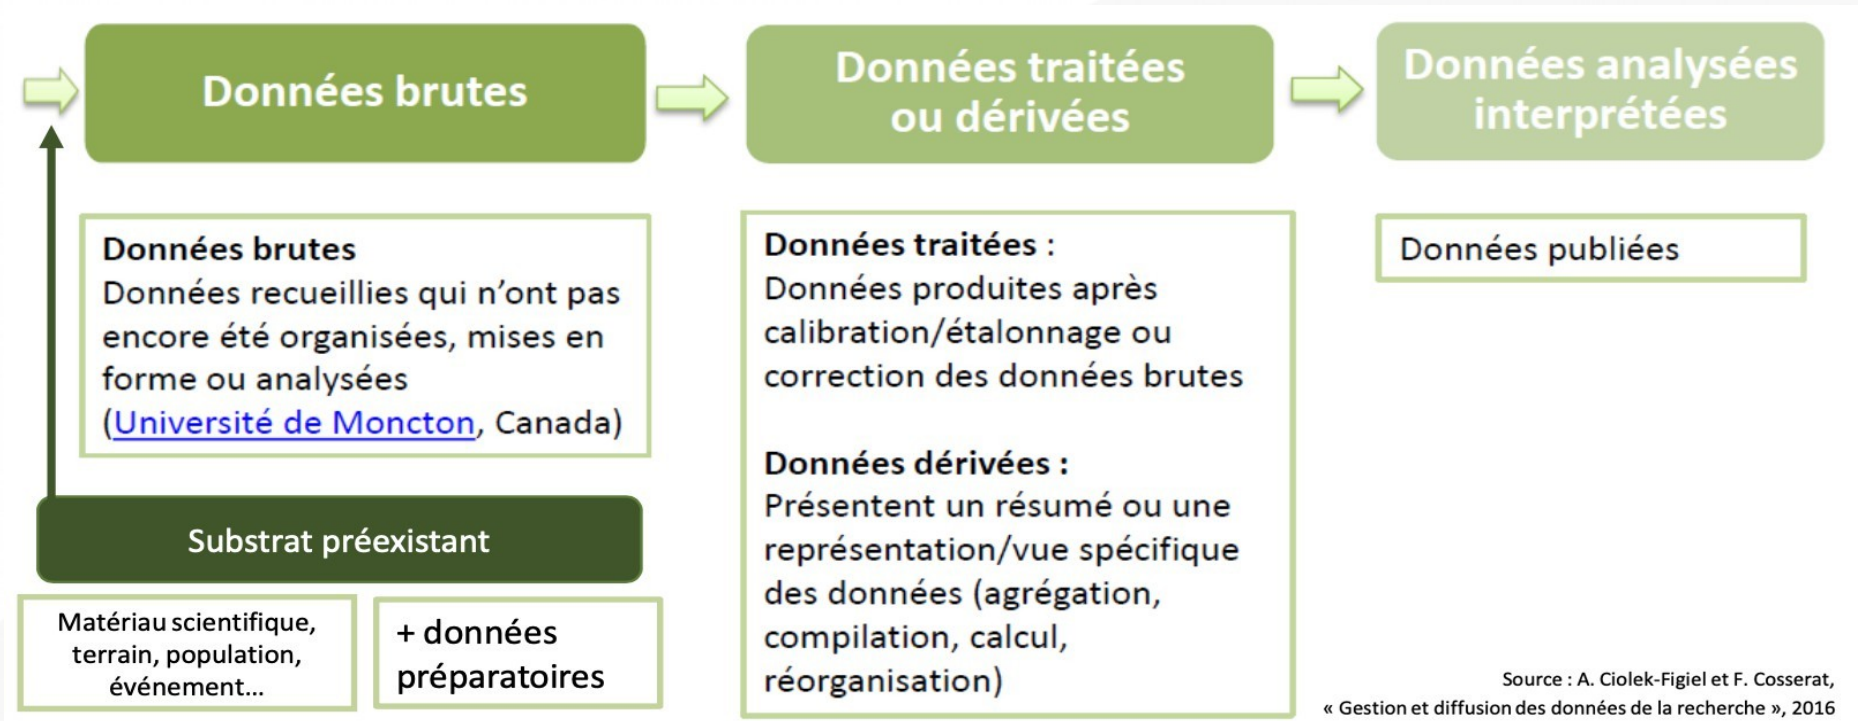 Données brutes
Données traitées
ou dérivées
Données analysées
interprétées
Données brutes
Données recueillies qui n'ont pas
encore été organisées, mises en
forme ou analysées
(Université de Moncton, Canada)
Substrat préexistant
Matériau scientifique,
terrain, population,
événement...
+ données
préparatoires
Données traitées :
Données produites après
calibration/étalonnage ou
correction des données brutes
Données dérivées :
Présentent un résumé ou une
représentation/vue spécifique
des données (agrégation,
compilation, calcul,
réorganisation)
Données publiées
Source : A. Ciolek-Figiel et F. Cosserat,
« Gestion et diffusion des données de la recherche », 2016